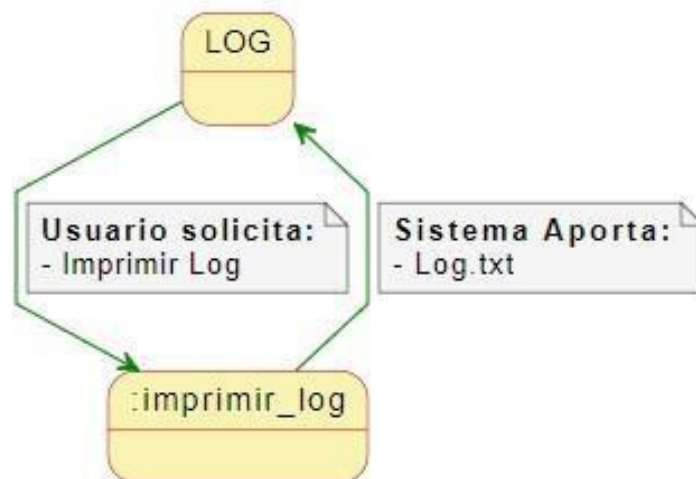 LOG
Usuario solicita:
- Imprimir Log
Sistema Aporta:
- Log.txt
:imprimir_log